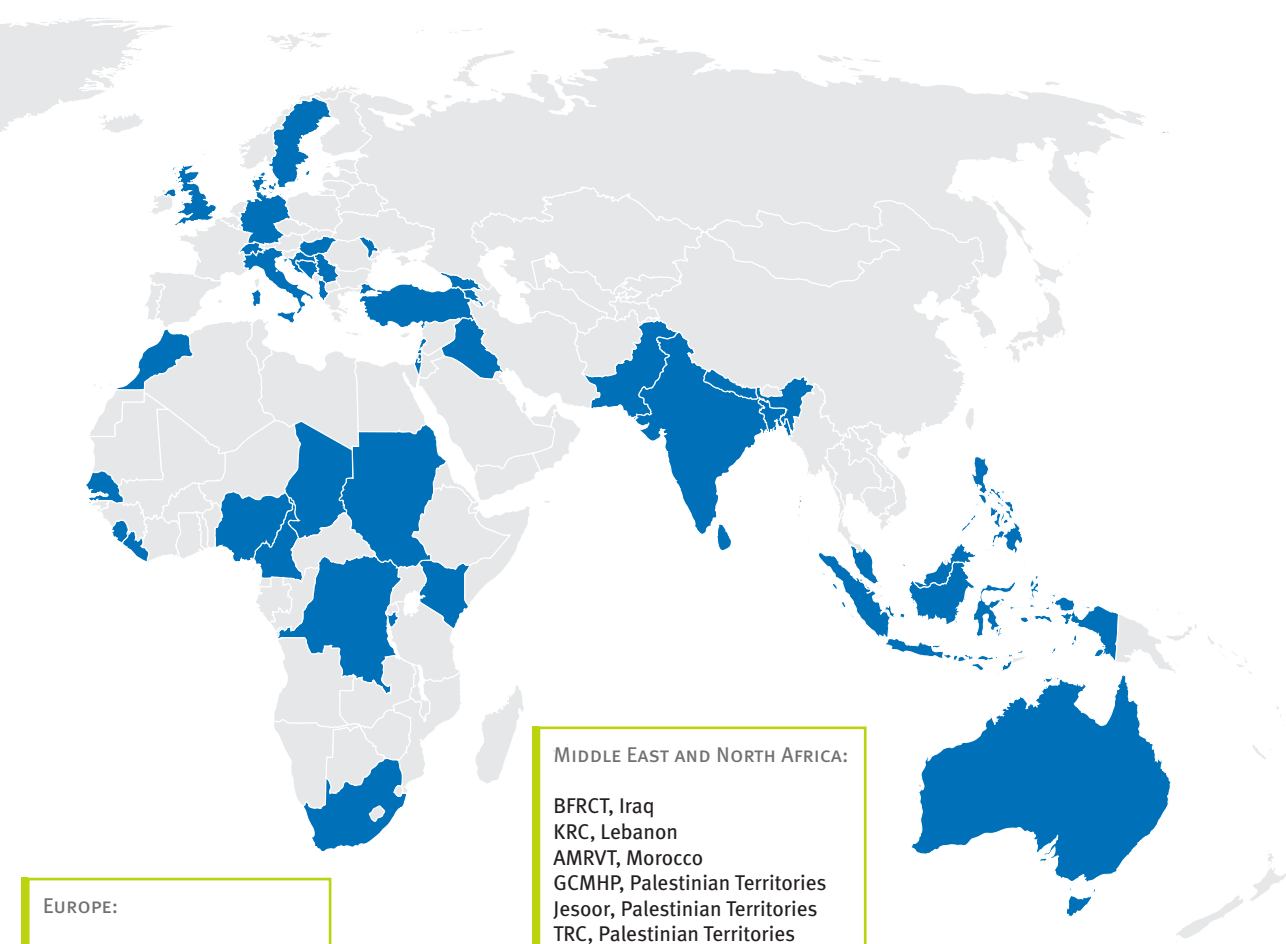 MIDDLE EAST AND NORTH AFRICA:
BFRCT, Iraq
KRC, Lebanon
AMRVT, Morocco
GCMHP, Palestinian Territories
Jesoor, Palestinian Territories
TRC, Palestinian Territories
EUROPE: